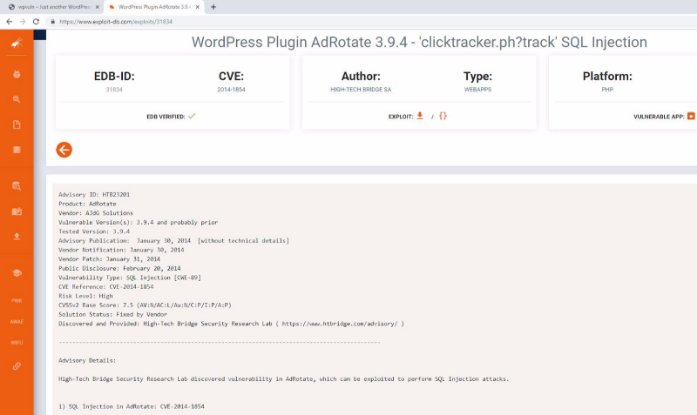 wpvuln – Just another WordPres
WordPress Plugin AdRotate 3.9.4
https://www.exploit-db.com/exploits/31834
WordPress Plugin AdRotate 3.9.4 - 'clicktracker.ph?track' SQL Injection
EDB-ID:
31834
CVE:
2014-1854
EDB VERIFIED:
Author:
HIGH-TECH BRIDGE SA
Type:
WEBAPPS
EXPLOIT: / {}
Platform:
PHP
VULNERABLE APP:
Advisory ID: HTB23201
Product: AdRotate
Vendor: AJdG Solutions
Vulnerable Version(s): 3.9.4 and probably prior
Tested Version: 3.9.4
Advisory Publication: January 30, 2014 [without technical details]
Vendor Notification: January 30, 2014
Vendor Patch: January 31, 2014
Public Disclosure: February 20, 2014
Vulnerability Type: SQL Injection [CWE-89]
CVE Reference: CVE-2014-1854
Risk Level: High
CVSSv2 Base Score: 7.5 (AV:N/AC:L/Au:N/C:P/I:P/A:P)
Solution Status: Fixed by Vendor
Discovered and Provided: High-Tech Bridge Security Research Lab ( https://www.htbridge.com/advisory/ )
-----------------------------------------------------------------------------------------------
Advisory Details:
High-Tech Bridge Security Research Lab discovered vulnerability in AdRotate, which can be exploited to perform SQL Injection attacks.
1) SQL Injection in AdRotate: CVE-2014-1854